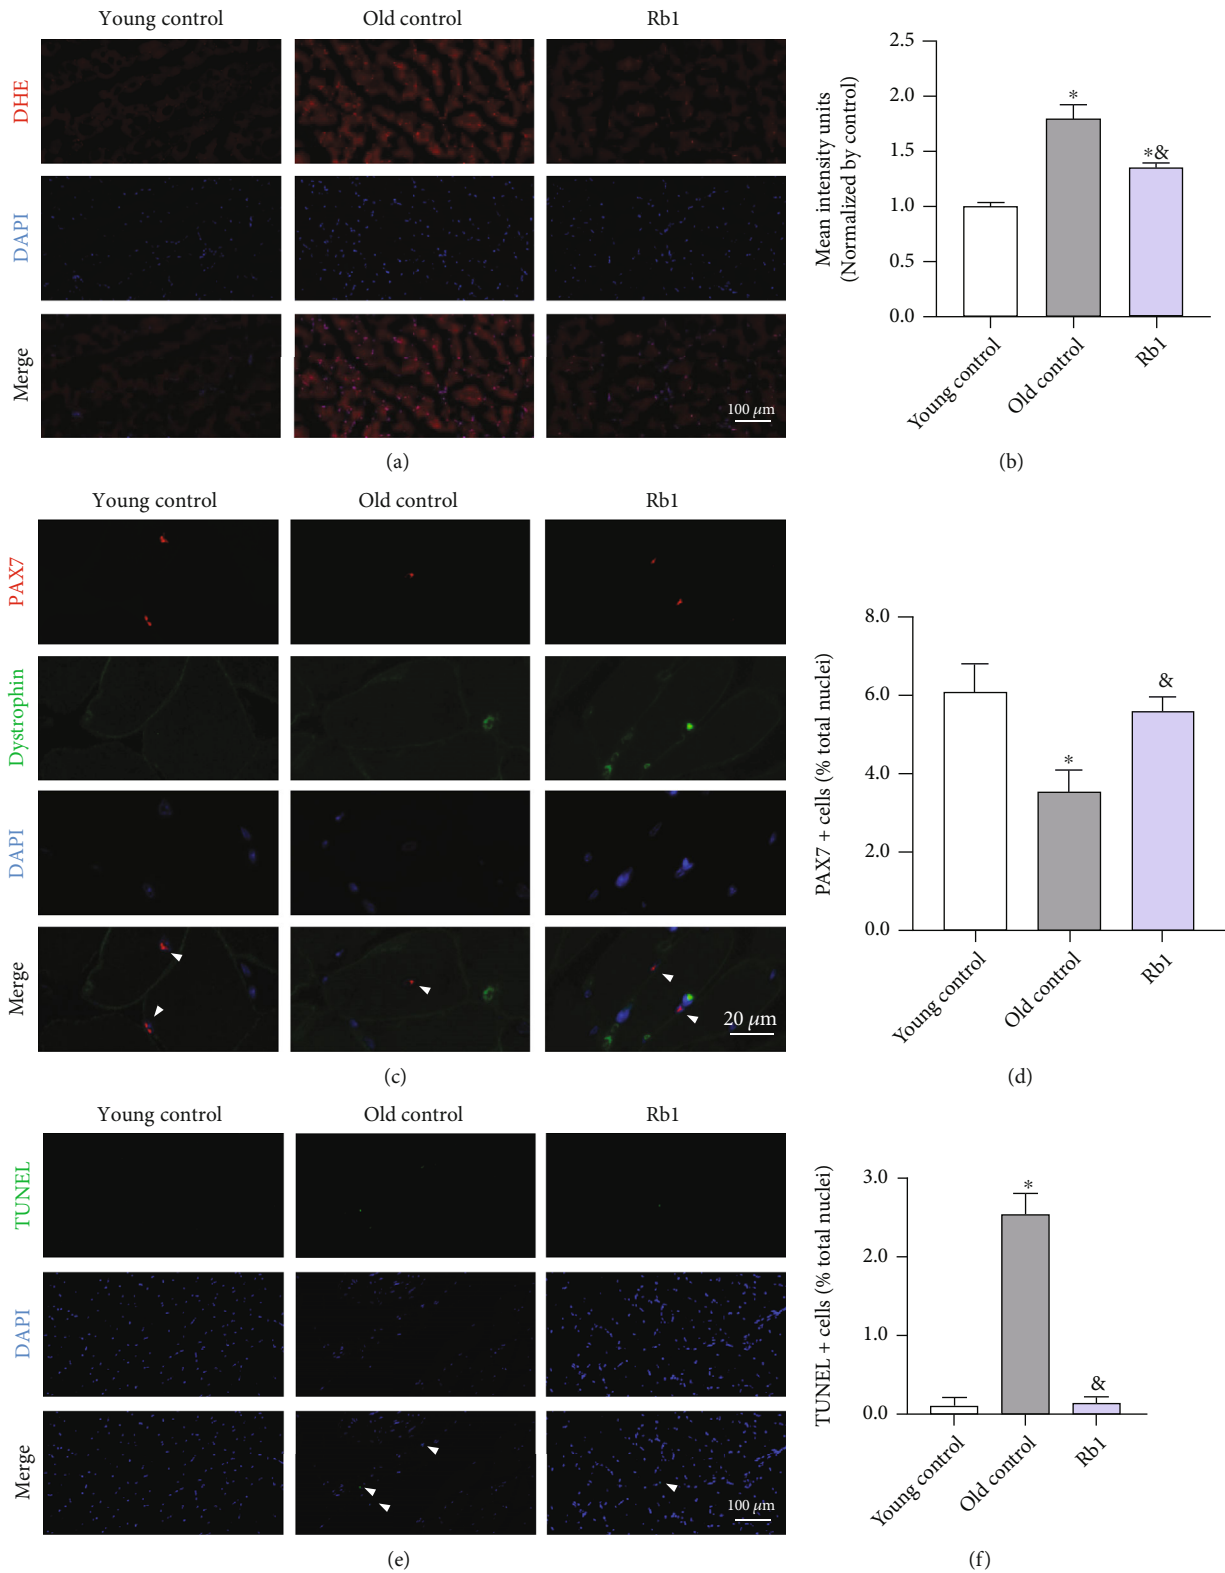 Young control Old control Rb1
DHE
DAPI
Merge
100 μm
(a)
Mean intensity units
(Normalized by control)
2.5
2.0
1.5
1.0
0.5
0.0
*
*&
Young control
Old control
Rb1
(b)
Young control Old control Rb1
PAX7
Dystrophin
DAPI
Merge
20 μm
(c)
PAX7 + cells (% total nuclei)
8.0
6.0
4.0
2.0
0.0
*
&
Young control
Old control
Rb1
(d)
Young control Old control Rb1
TUNEL
DAPI
Merge
100 μm
(e)
TUNEL + cells (% total nuclei)
3.0
2.0
1.0
0.0
*
&
Young control
Old control
Rb1
(f)